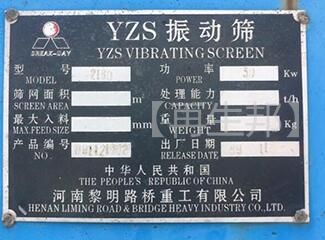 BREAK-DAY
YZS 振动筛
YZS VIBRATING SCREEN
型号 MODEL 功率 POWER Kw
筛网面积 SCREEN AREA m² 处理能力 CAPACITY t/h
最大入料 MAX.FEED SIZE mm 重量 WEIGHT Kg
产品编号 NO. 出厂日期 RELEASE DATE
中华人民共和国
THE PEOPLE'S REPUBLIC OF CHINA
河南黎明路桥重工有限公司
HENAN LIMING ROAD & BRIDGE HEAVY INDUSTRY CO.,LTD.